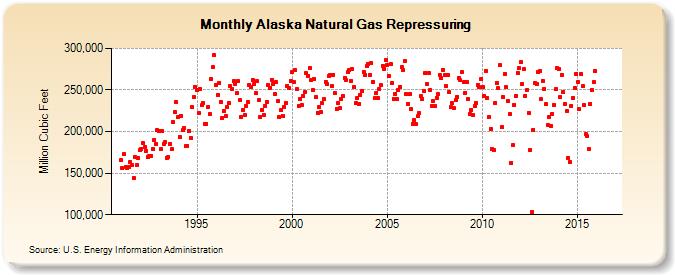 Monthly Alaska Natural Gas Repressuring
Million Cubic Feet
300,000
250,000
200,000
150,000
100,000
1995 2000 2005 2010 2015
Source: U.S. Energy Information Administration